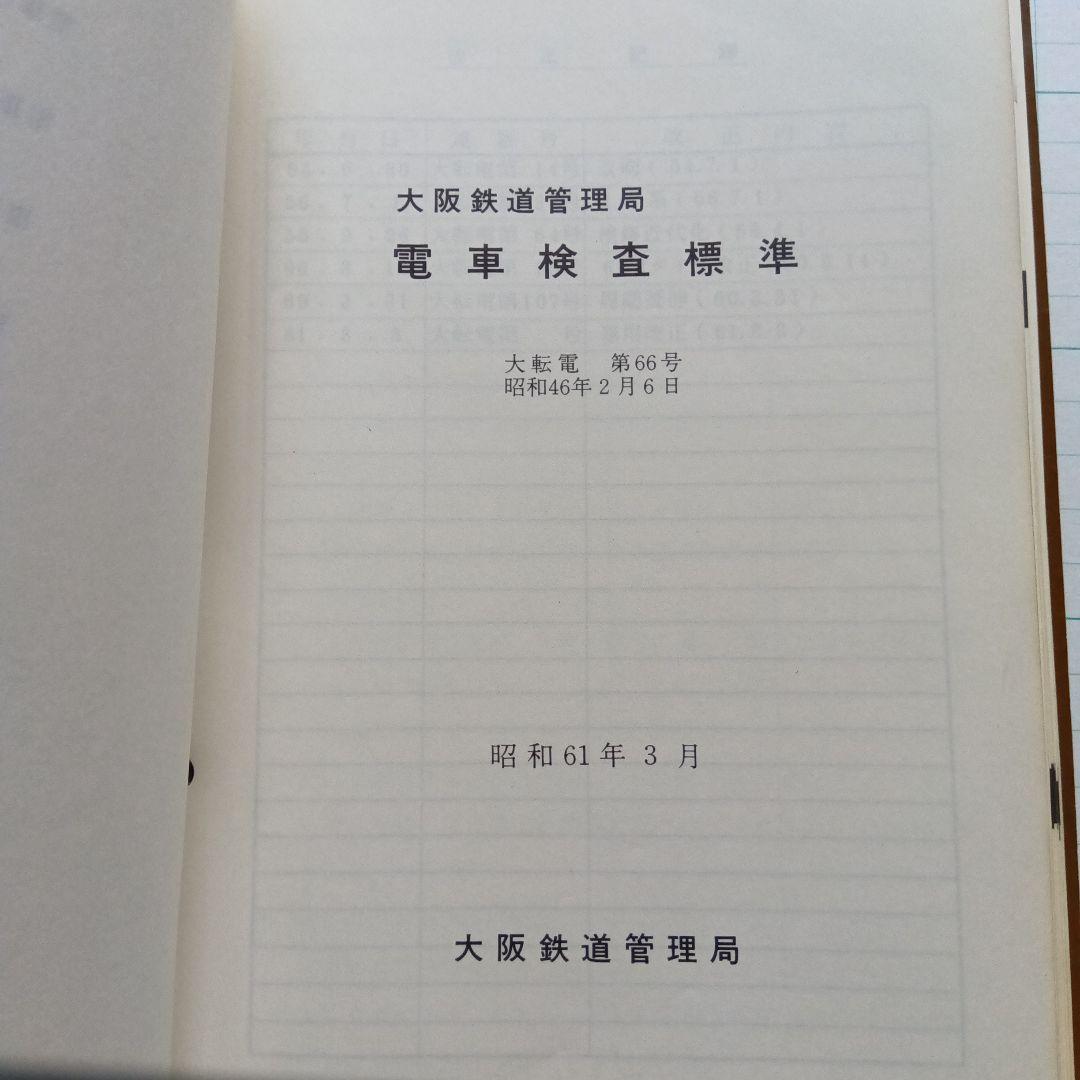 大阪鉄道管理局
電車検査標準
大転電 第66号
昭和46年2月6日
昭和61年3月
大阪鉄道管理局